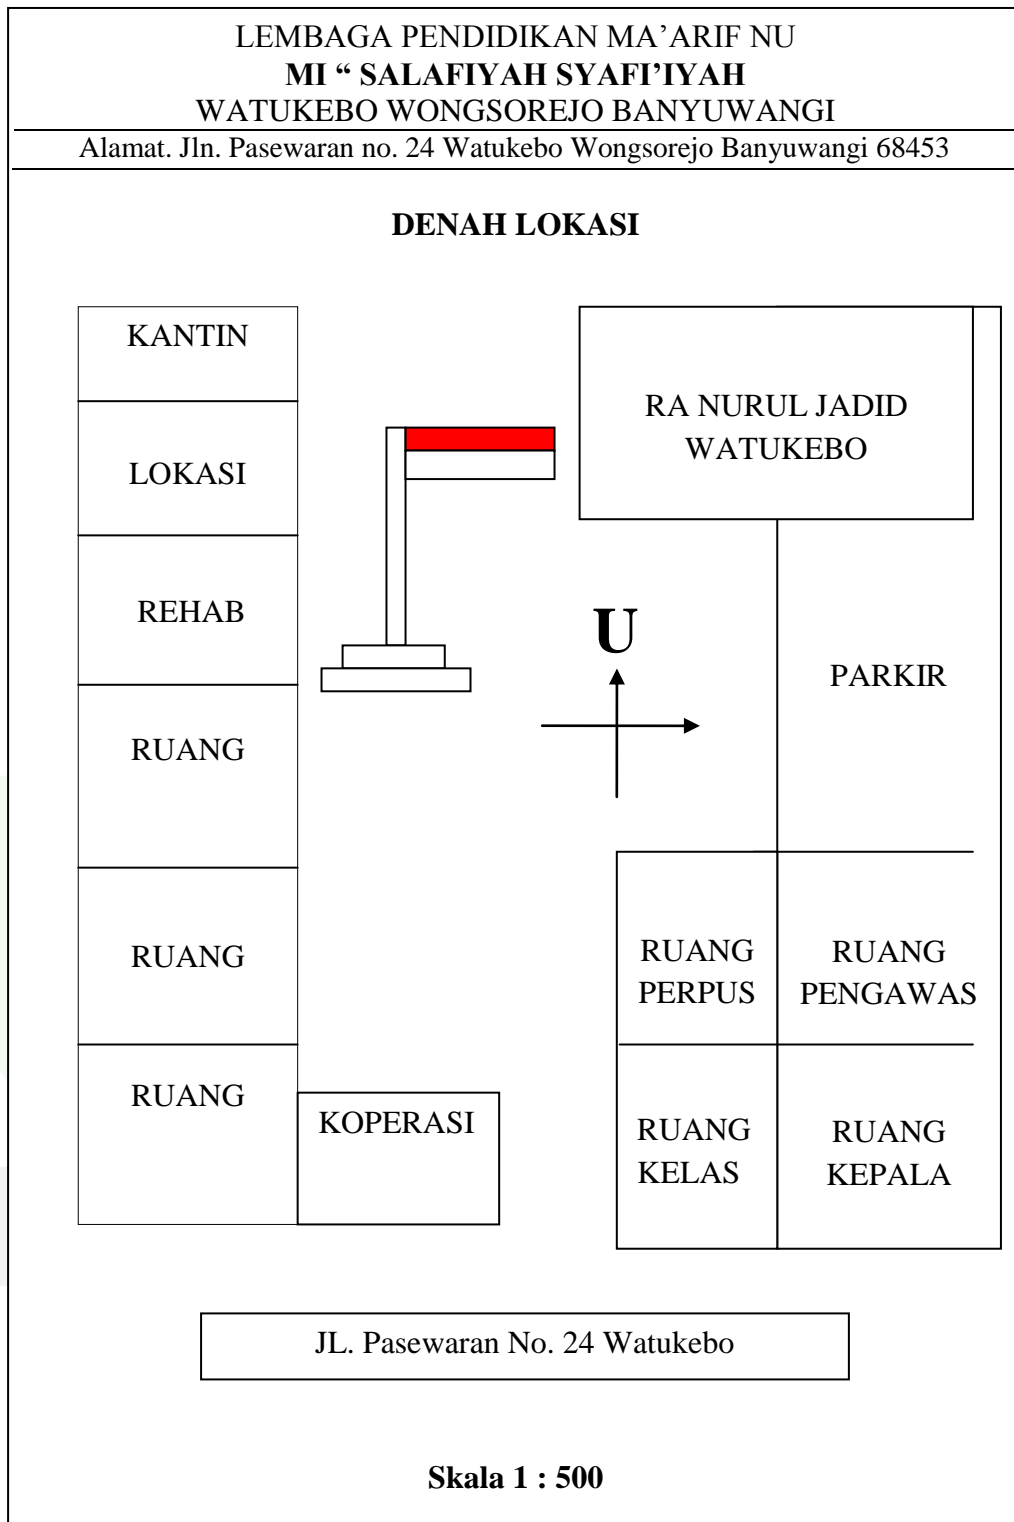 LEMBAGA PENDIDIKAN MA’ARIF NU
MI “ SALAFIYAH SYAFI’IYAH
WATUKEBO WONGSOREJO BANYUWANGI
Alamat. Jln. Pasewaran no. 24 Watukebo Wongsorejo Banyuwangi 68453
DENAH LOKASI
KANTIN
LOKASI
REHAB
RUANG
RUANG
RUANG
KOPERASI
RA NURUL JADID
WATUKEBO
U
PARKIR
RUANG
PERPUS
RUANG
PENGAWAS
RUANG
KELAS
RUANG
KEPALA
JL. Pasewaran No. 24 Watukebo
Skala 1 : 500